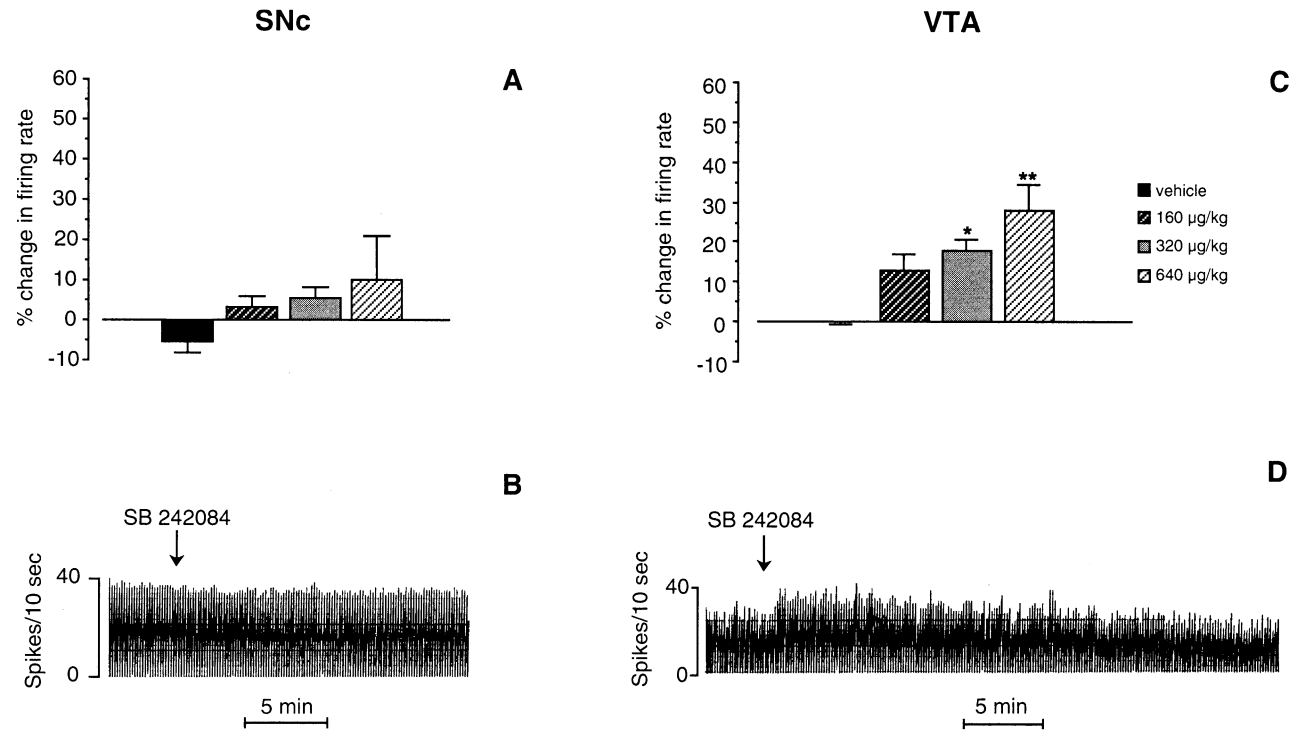 SNc
VTA
A
% change in firing rate
60
50
40
30
20
10
0
-10
C
% change in firing rate
60
50
40
30
20
10
0
-10
*
**
vehicle
160 µg/kg
320 µg/kg
640 µg/kg
B
SB 242084
Spikes/10 sec
40
0
5 min
D
SB 242084
Spikes/10 sec
40
0
5 min